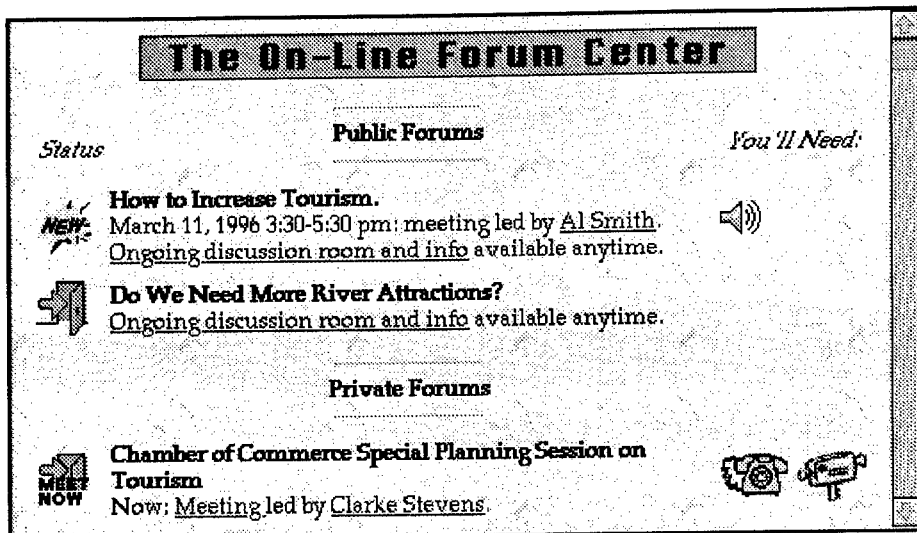 The On-Line Forum Center
Public Forums
Status
You'll Need:
How to Increase Tourism.
NEW
March 11, 1996 3:30-5:30 pm: meeting led by Al Smith.
Ongoing discussion room and info available anytime.
Do We Need More River Attractions?
Ongoing discussion room and info available anytime.
Private Forums
Chamber of Commerce Special Planning Session on
Tourism
MEET
NOW
Now: Meeting led by Clarke Stevens.